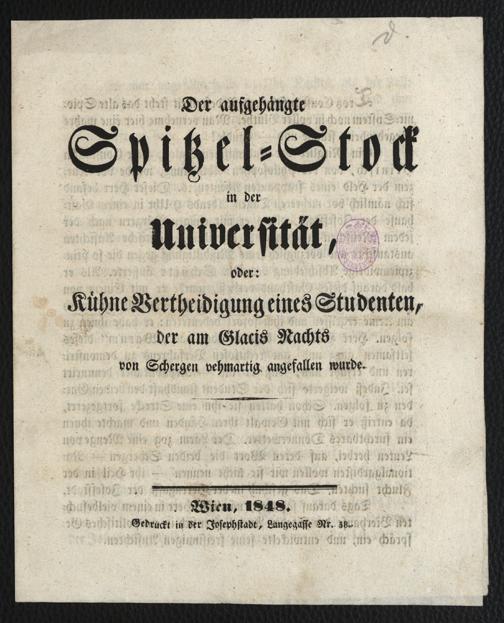 Der aufgehängte
Spitzel-Stock
in der
Universität,
oder:
Kühne Vertheidigung eines Studenten,
der am Glacis Nachts
von Schergen vehmartig angefallen wurde.
Wien, 1848.
Gedruckt in der Josephstadt, Langegasse Nr.